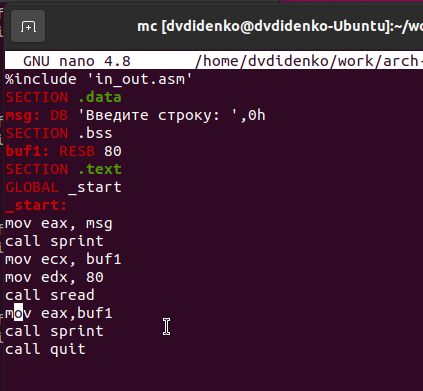 mc [dvdidenko@dvdidenko-Ubuntu]:~/wo
GNU nano 4.8 /home/dvdidenko/work/arch-
%include 'in_out.asm'
SECTION .data
msg: DB 'Введите строку: ',0h
SECTION .bss
buf1: RESB 80
SECTION .text
GLOBAL _start
_start:
mov eax, msg
call sprint
mov ecx, buf1
mov edx, 80
call sread
mov eax,buf1
call sprint
call quit